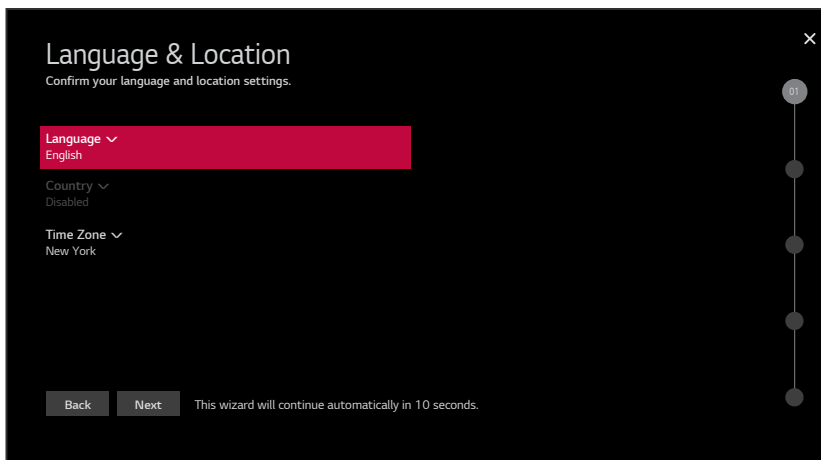 Language & Location
Confirm your language and location settings.
01
Language
English
Country
Disabled
Time Zone
New York
Back
Next
This wizard will continue automatically in 10 seconds.